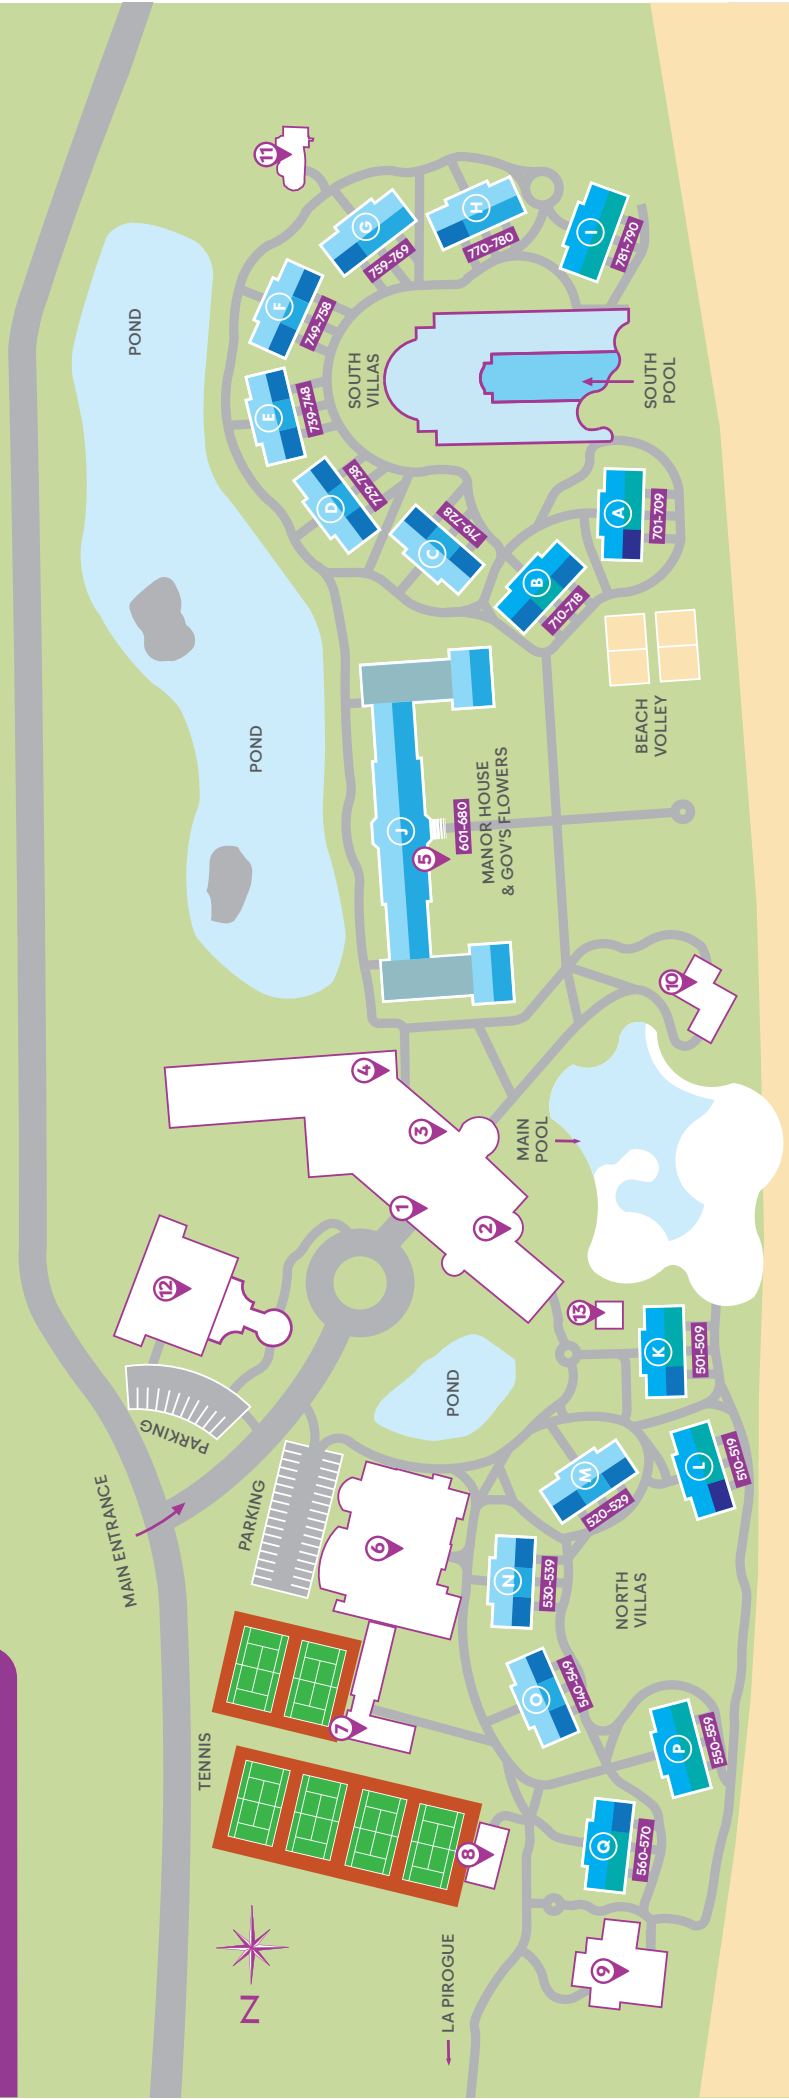 11
G
759-769
H
770-780
I
781-790
F
749-758
POND
SOUTH
VILLAS
SOUTH
POOL
E
739-748
D
729-738
C
719-728
A
701-709
B
710-718
BEACH
VOLLEY
POND
J
601-680
5
MANOR HOUSE
& GOV'S FLOWERS
10
4
3
MAIN
POOL
1
2
12
13
K
501-509
POND
PARKING
L
510-519
M
520-529
MAIN ENTRANCE
PARKING
6
N
530-539
NORTH
VILLAS
O
540-549
7
TENNIS
P
550-559
8
Q
560-570
9
LA PIROGUE
N